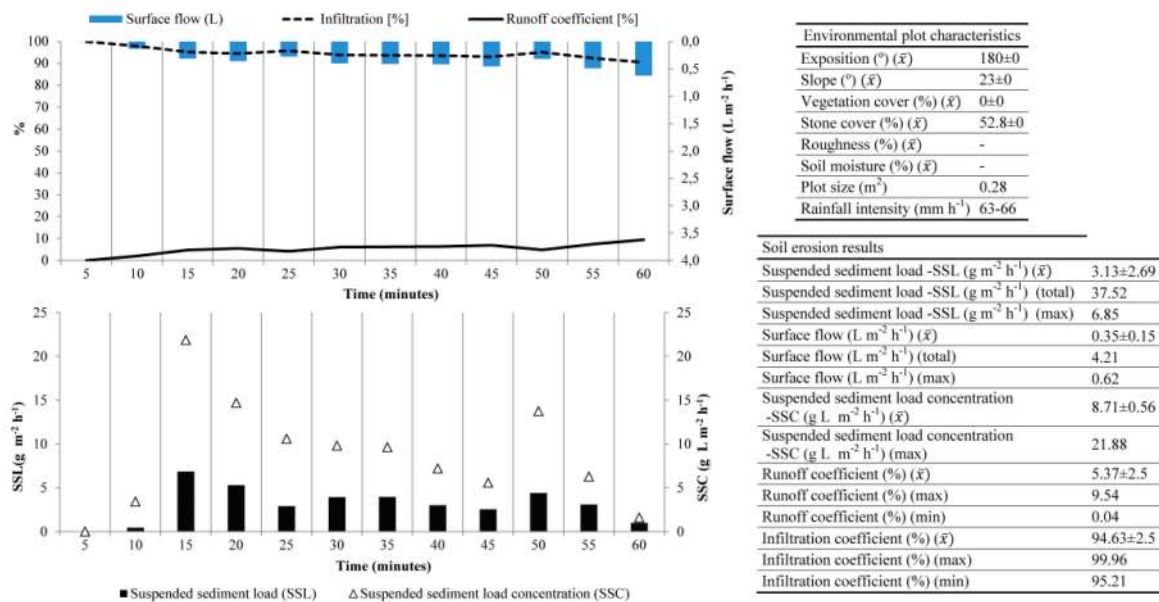 Surface flow (L) Infiltration [%] Runoff coefficient [%]
100 0,0
90 0,5
80 1,0
70 1,5
60 2,0
50 2,5
40 3,0
30 3,5
20 4,0
10
0
%
Surface flow (L m⁻² h⁻¹)
5 10 15 20 25 30 35 40 45 50 55 60
Time (minutes)
25 25
20 20
15 15
10 10
5 5
0 0
SSL(g m⁻² h⁻¹)
SSC (g L m⁻² h⁻¹)
5 10 15 20 25 30 35 40 45 50 55 60
Time (minutes)
Suspended sediment load (SSL) Suspended sediment load concentration (SSC)
Environmental plot characteristics
Exposition (º) (x̄) 180±0
Slope (º) (x̄) 23±0
Vegetation cover (%) (x̄) 0±0
Stone cover (%) (x̄) 52.8±0
Roughness (%) (x̄) -
Soil moisture (%) (x̄) -
Plot size (m²) 0.28
Rainfall intensity (mm h⁻¹) 63-66
Soil erosion results
Suspended sediment load -SSL (g m⁻² h⁻¹) (x̄) 3.13±2.69
Suspended sediment load -SSL (g m⁻² h⁻¹) (total) 37.52
Suspended sediment load -SSL (g m⁻² h⁻¹) (max) 6.85
Surface flow (L m⁻² h⁻¹) (x̄) 0.35±0.15
Surface flow (L m⁻² h⁻¹) (total) 4.21
Surface flow (L m⁻² h⁻¹) (max) 0.62
Suspended sediment load concentration
-SSC (g L m⁻² h⁻¹) (x̄) 8.71±0.56
Suspended sediment load concentration
-SSC (g L m⁻² h⁻¹) (max) 21.88
Runoff coefficient (%) (x̄) 5.37±2.5
Runoff coefficient (%) (max) 9.54
Runoff coefficient (%) (min) 0.04
Infiltration coefficient (%) (x̄) 94.63±2.5
Infiltration coefficient (%) (max) 99.96
Infiltration coefficient (%) (min) 95.21